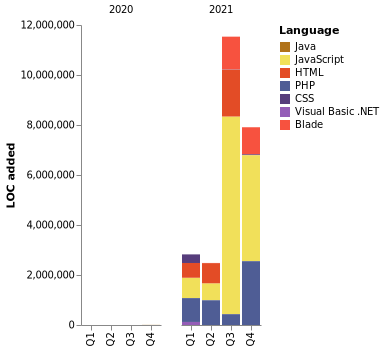 2020 2021
Language
Java
JavaScript
HTML
PHP
CSS
Visual Basic .NET
Blade
LOC added
12,000,000
10,000,000
8,000,000
6,000,000
4,000,000
2,000,000
0
Q1 Q2 Q3 Q4 Q1 Q2 Q3 Q4